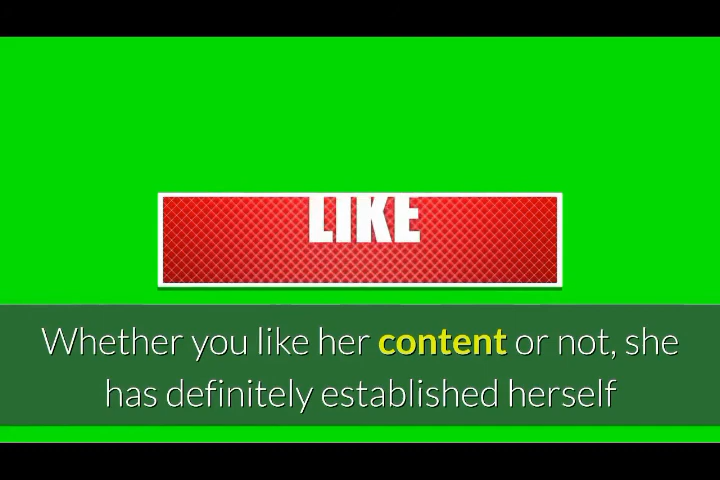 LIKE
Whether you like her content or not, she
has definitely established herself